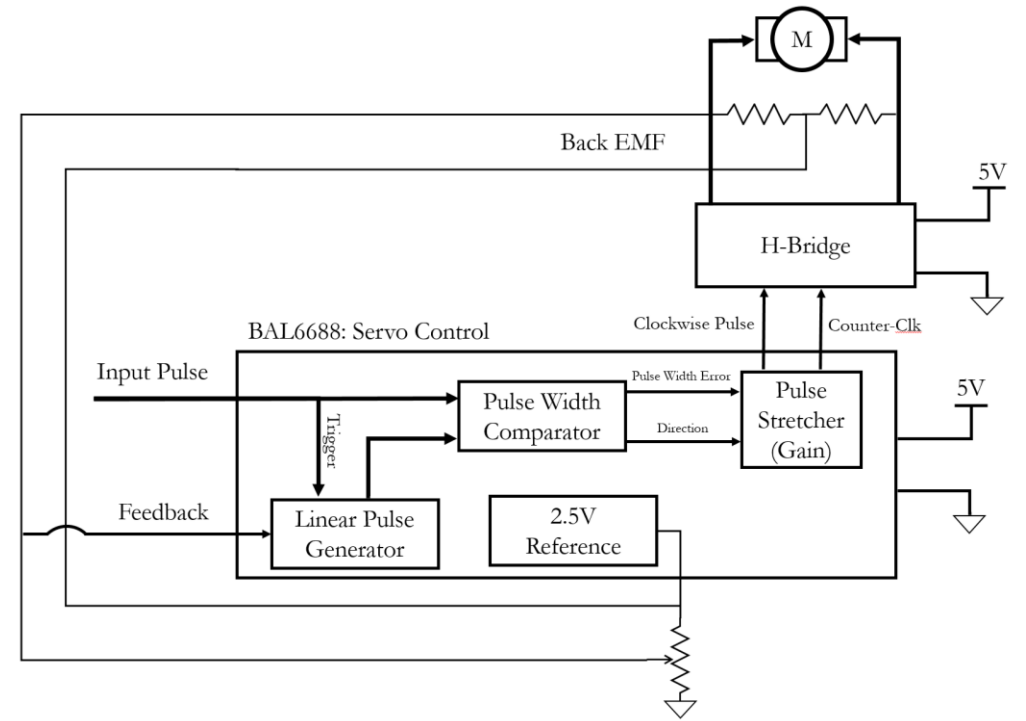 M
Back EMF
5V
H-Bridge
Clockwise Pulse
Counter-Clk
BAL6688: Servo Control
Input Pulse
Trigger
Pulse Width
Comparator
Pulse Width Error
Direction
Pulse
Stretcher
(Gain)
5V
Feedback
Linear Pulse
Generator
2.5V
Reference